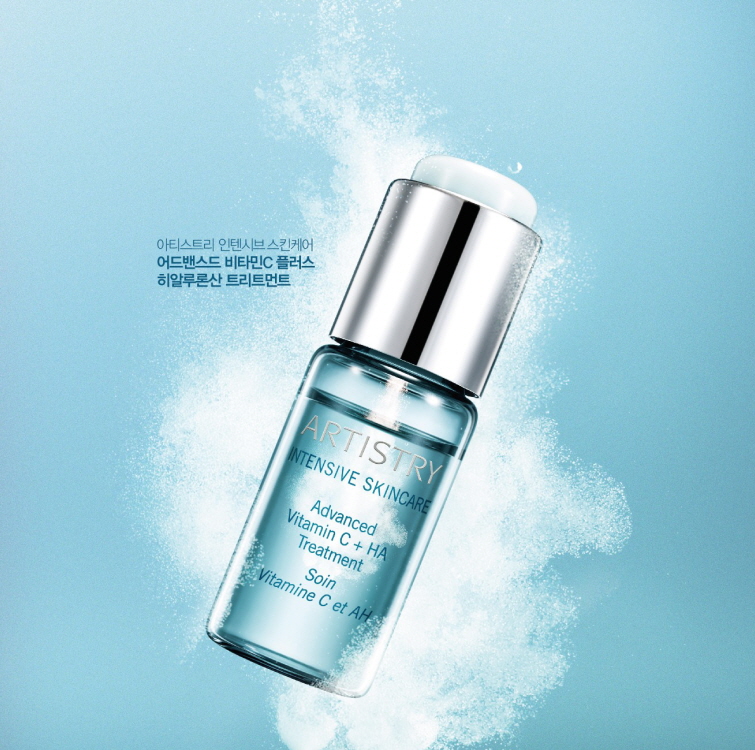 아티스트리 인텐시브 스킨케어
어드밴스드 비타민C 플러스
히알루론산 트리트먼트
ARTISTRY
INTENSIVE SKINCARE
Advanced
Vitamin C + HA
Treatment
Soin
Vitamine C et AH